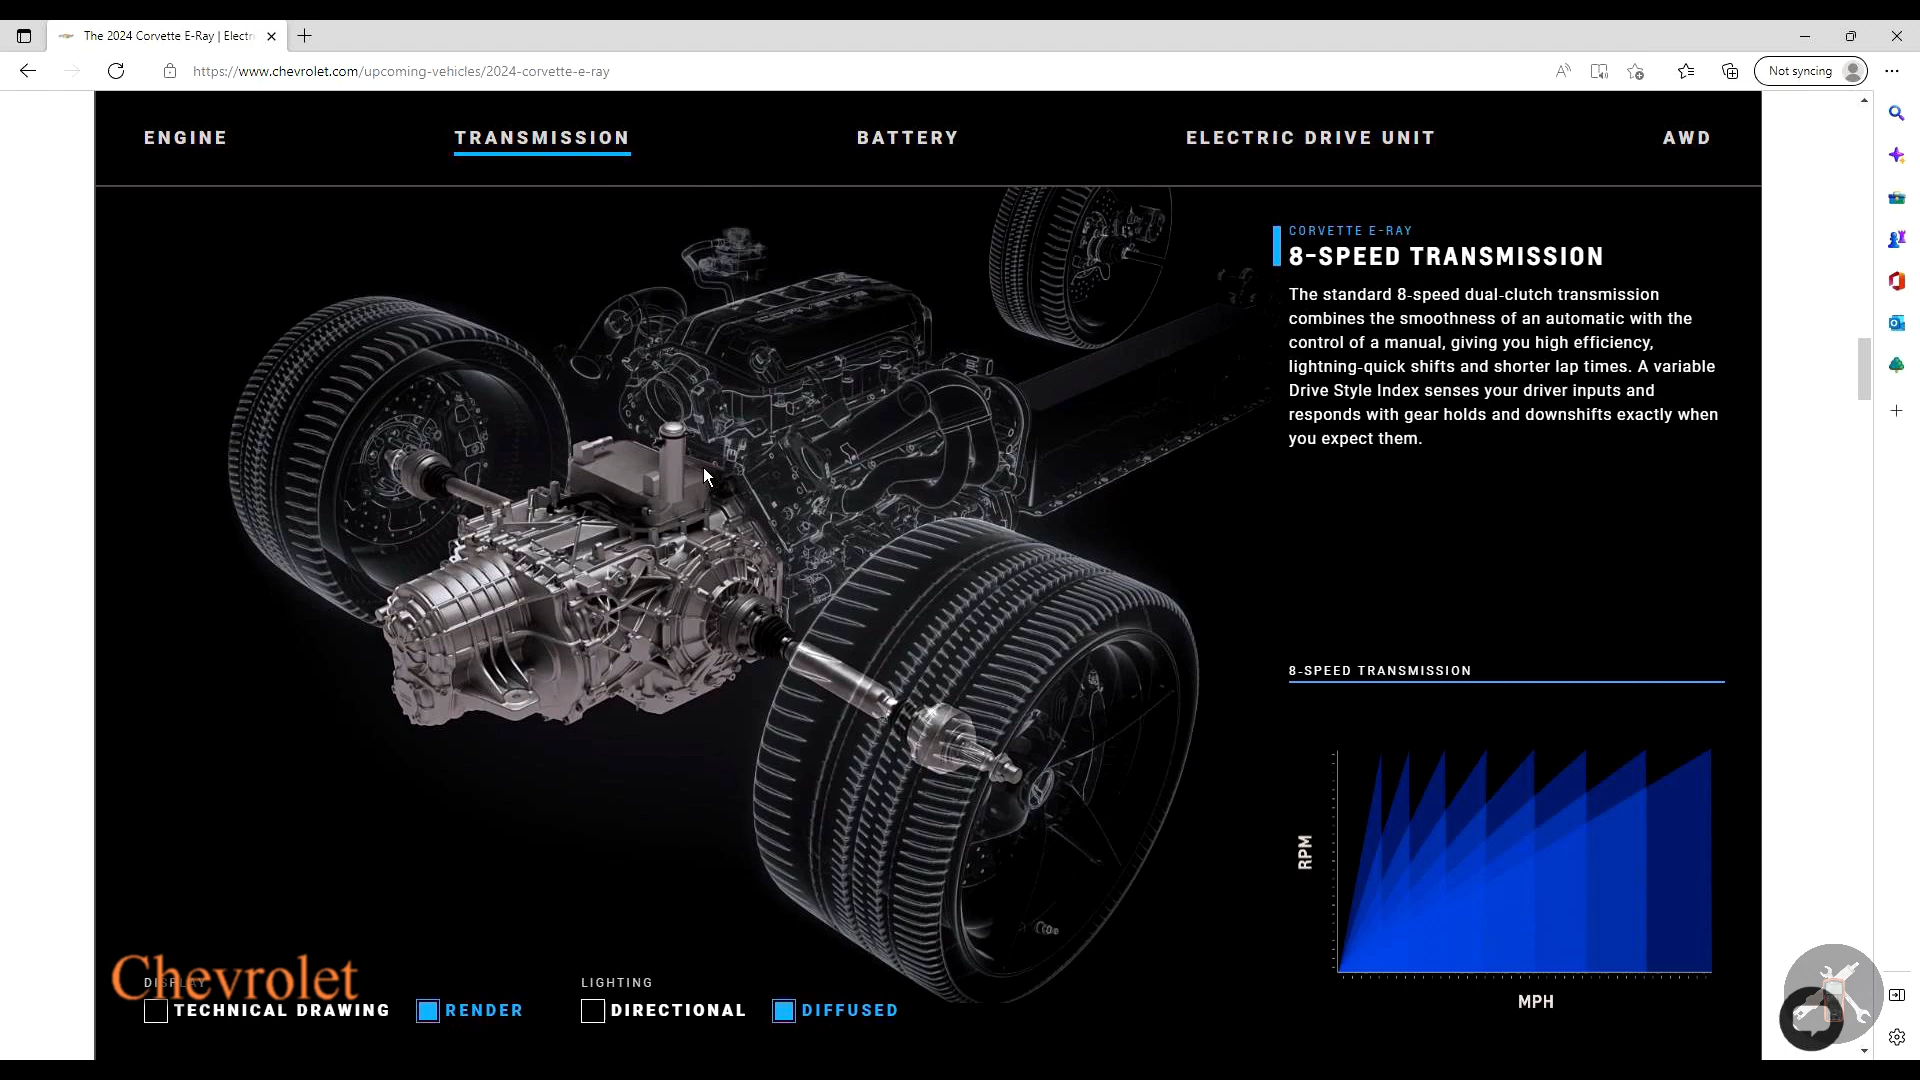 The 2024 Corvette E-Ray | Electr
https://www.chevrolet.com/upcoming-vehicles/2024-corvette-e-ray
Not syncing
ENGINE
TRANSMISSION
BATTERY
ELECTRIC DRIVE UNIT
AWD
CORVETTE
CORVETTE E-RAY
8-SPEED TRANSMISSION
The standard 8-speed dual-clutch transmission
combines the smoothness of an automatic with the
control of a manual, giving you high efficiency,
lightning-quick shifts and shorter lap times. A variable
Drive Style Index senses your driver inputs and
responds with gear holds and downshifts exactly when
you expect them.
8-SPEED TRANSMISSION
RPM
MPH
Chevrolet
DISPLAY
TECHNICAL DRAWING
RENDER
LIGHTING
DIRECTIONAL
DIFFUSED